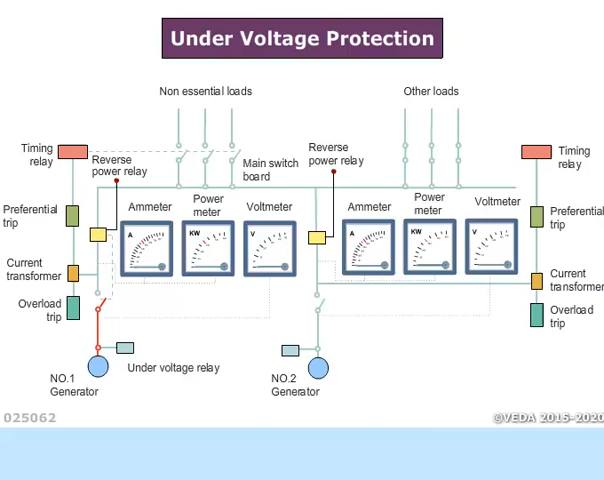 Under Voltage Protection
Non essential loads
Other loads
Timing
relay
Reverse
power relay
Main switch
board
Reverse
power relay
Timing
relay
Preferential
trip
Ammeter
Power
meter
Voltmeter
Ammeter
Power
meter
Voltmeter
Preferential
trip
A
KW
V
A
KW
V
Current
transformer
Current
transformer
Overload
trip
Overload
trip
Under voltage relay
NO.1
Generator
NO.2
Generator
025062
©VEDA 2015-2020